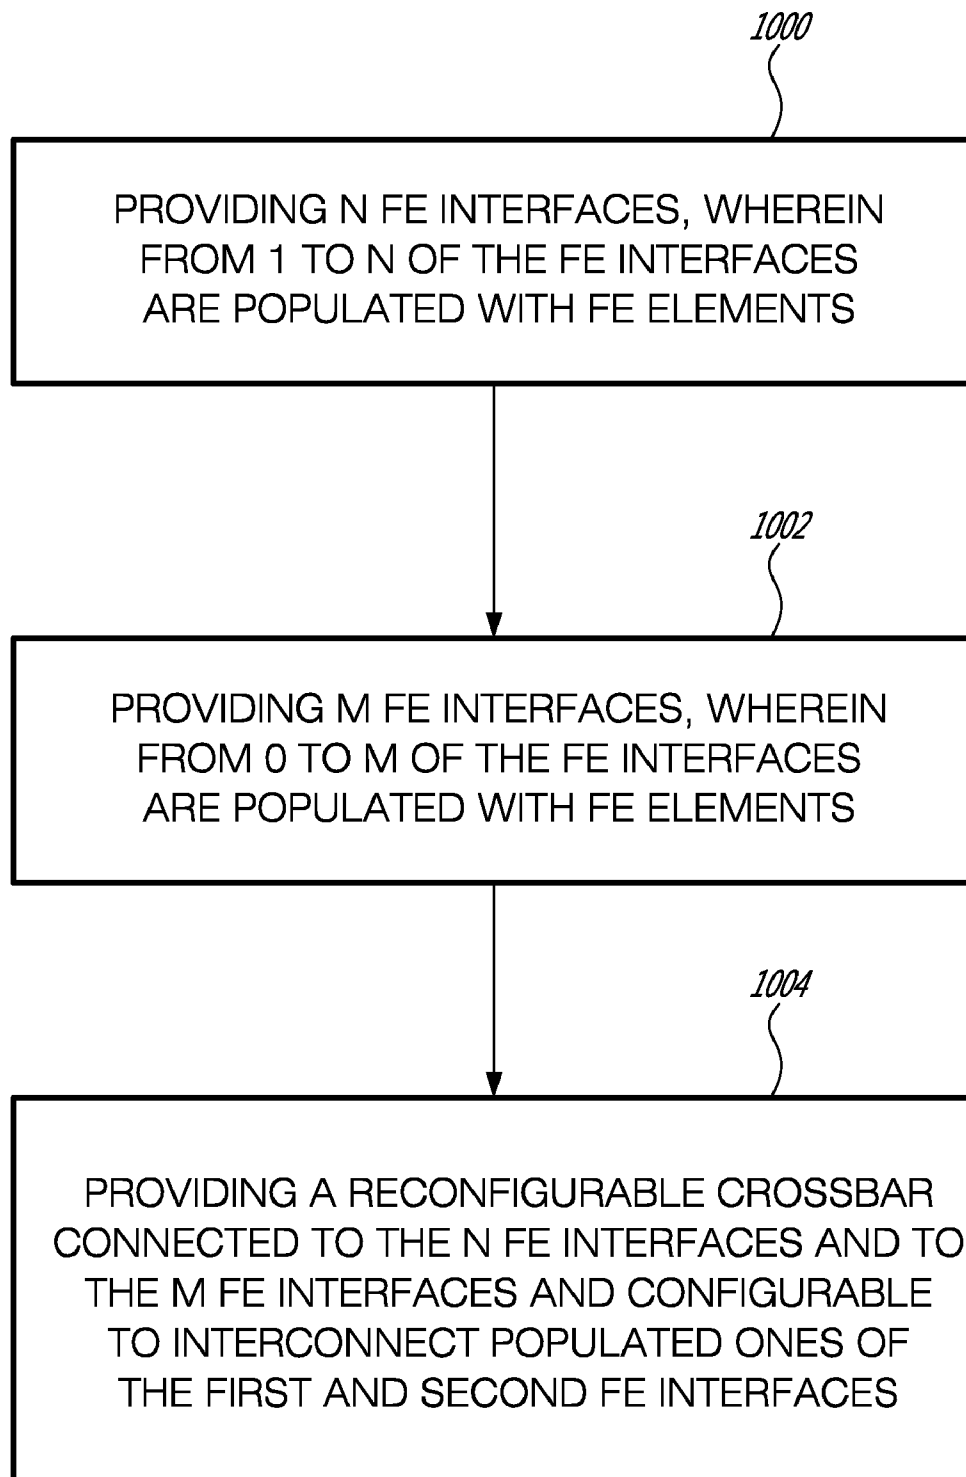 1000
PROVIDING N FE INTERFACES, WHEREIN
FROM 1 TO N OF THE FE INTERFACES
ARE POPULATED WITH FE ELEMENTS
1002
PROVIDING M FE INTERFACES, WHEREIN
FROM 0 TO M OF THE FE INTERFACES
ARE POPULATED WITH FE ELEMENTS
1004
PROVIDING A RECONFIGURABLE CROSSBAR
CONNECTED TO THE N FE INTERFACES AND TO
THE M FE INTERFACES AND CONFIGURABLE
TO INTERCONNECT POPULATED ONES OF
THE FIRST AND SECOND FE INTERFACES